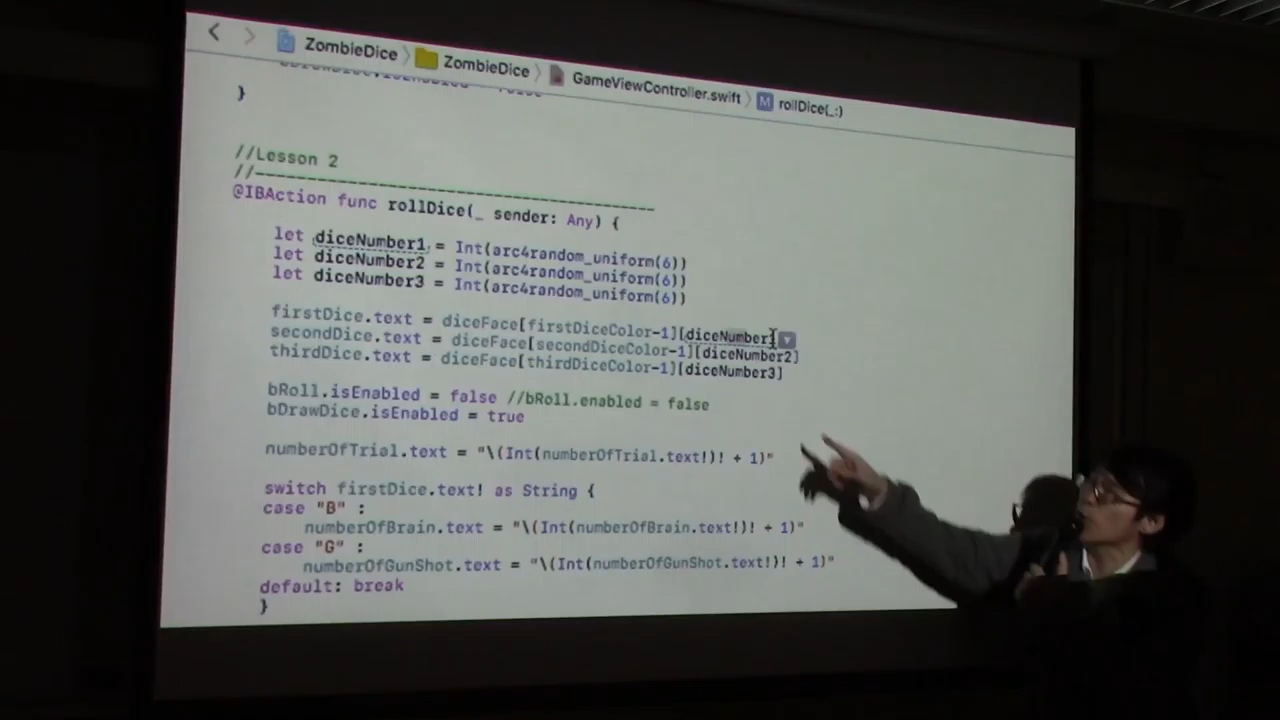 ZombieDice ZombieDice GameViewController.swift M rollDice(_:)
}
//Lesson 2
//------------------------------------------------
@IBAction func rollDice(_ sender: Any) {
let diceNumber1 = Int(arc4random_uniform(6))
let diceNumber2 = Int(arc4random_uniform(6))
let diceNumber3 = Int(arc4random_uniform(6))
firstDice.text = diceFace[firstDiceColor-1][diceNumber1]
secondDice.text = diceFace[secondDiceColor-1][diceNumber2]
thirdDice.text = diceFace[thirdDiceColor-1][diceNumber3]
bRoll.isEnabled = false //bRoll.enabled = false
bDrawDice.isEnabled = true
numberOfTrial.text = "\(Int(numberOfTrial.text!)! + 1)"
switch firstDice.text! as String {
case "B" :
numberOfBrain.text = "\(Int(numberOfBrain.text!)! + 1)"
case "G" :
numberOfGunShot.text = "\(Int(numberOfGunShot.text!)! + 1)"
default: break
}